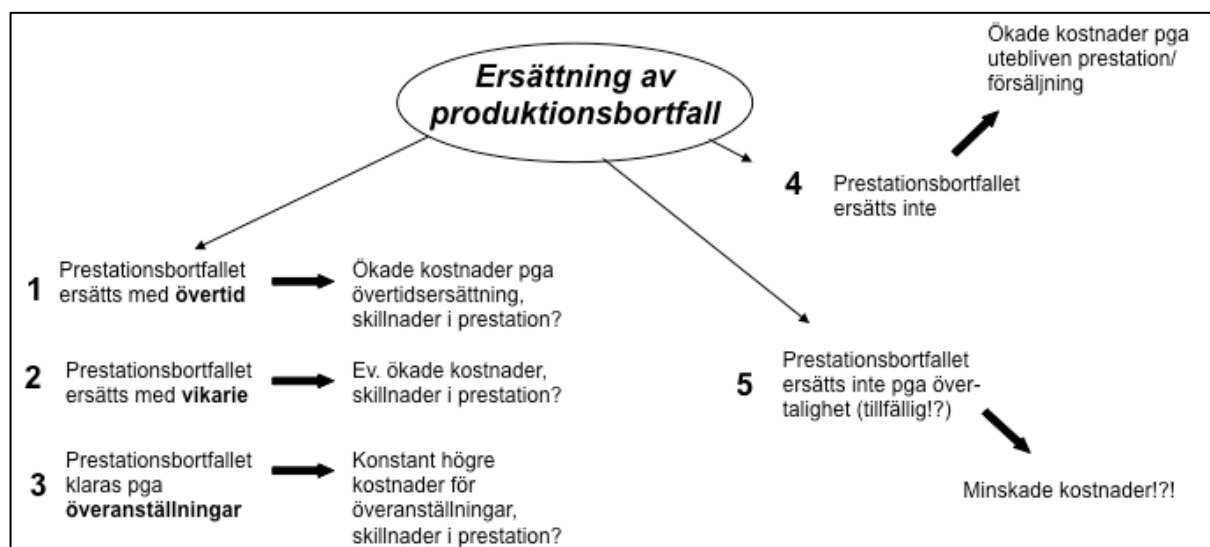 Ersättning av
produktionsbortfall
Ökade kostnader pga
utebliven prestation/
försäljning
4
Prestationsbortfallet
ersätts inte
1
Prestationsbortfallet
ersätts med övertid
Ökade kostnader pga
övertidsersättning,
skillnader i prestation?
2
Prestationsbortfallet
ersätts med vikarie
Ev. ökade kostnader,
skillnader i prestation?
3
Prestationsbortfallet
klaras pga
överanställningar
Konstant högre
kostnader för
överanställningar,
skillnader i prestation?
5
Prestationsbortfallet
ersätts inte pga över-
talighet (tillfällig!?)
Minskade kostnader!?!